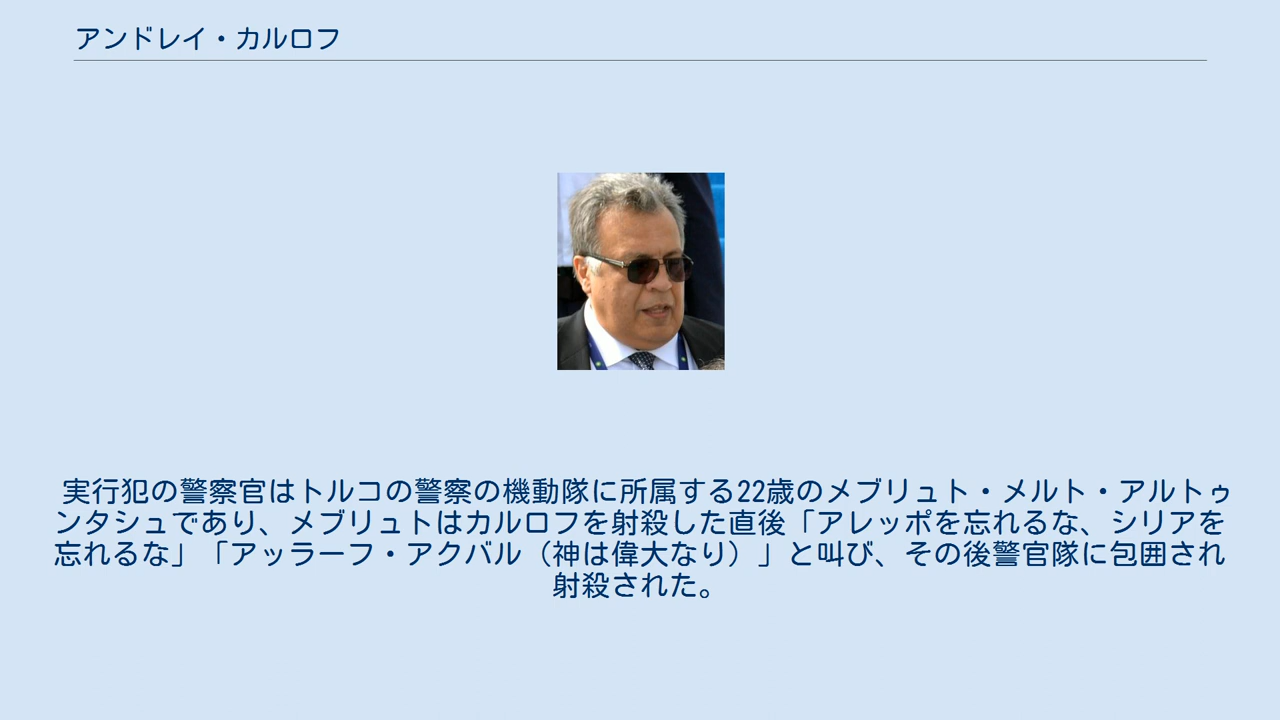 アンドレイ・カルロフ
実行犯の警察官はトルコの警察の機動隊に所属する22歳のメブリュト・メルト・アルトゥ
ンタシュであり、メブリュトはカルロフを射殺した直後「アレッポを忘れるな、シリアを
忘れるな」「アッラーフ・アクバル（神は偉大なり）」と叫び、その後警官隊に包囲され
射殺された。